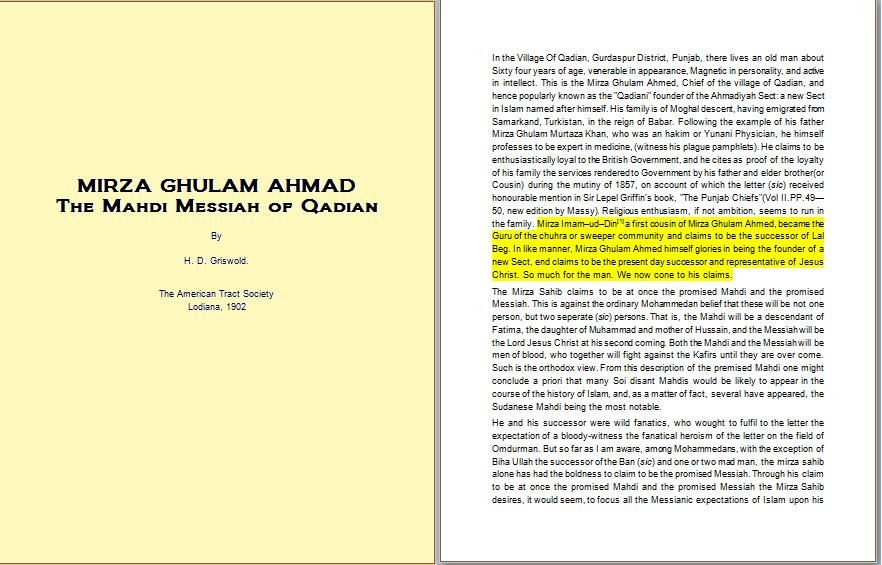 MIRZA GHULAM AHMAD
THE MAHDI MESSIAH OF QADIAN
By
H. D. Griswold.
The American Tract Society
Lodiana, 1902
In the Village Of Qadian, Gurdaspur District, Punjab, there lives an old man about
Sixty four years of age, venerable in appearance, Magnetic in personality, and active
in intellect. This is the Mirza Ghulam Ahmed, Chief of the village of Qadian, and
hence popularly known as the "Qadiani" founder of the Ahmadiyah Sect: a new Sect
in Islam named after himself. His family is of Moghal descent, having emigrated from
Samarkand, Turkistan, in the reign of Babar. Following the example of his father
Mirza Ghulam Murtaza Khan, who was an hakim or Yunani Physician, he himself
professes to be expert in medicine, (witness his plague pamphlets). He claims to be
enthusiastically loyal to the British Government, and he cites as proof of the loyalty
of his family the services rendered to Government by his father and elder brother(or
Cousin) during the mutiny of 1857, on account of which the letter (sic) received
honourable mention in Sir Lepel Griffin's book, "The Punjab Chiefs"(Vol II.PP.49—
50, new edition by Massy). Religious enthusiasm, if not ambition, seems to run in
the family. Mirza Imam–ud–Din[1] a first cousin of Mirza Ghulam Ahmed, became the
Guru of the chuhra or sweeper community and claims to be the successor of Lal
Beg. In like manner, Mirza Ghulam Ahmed himself glories in being the founder of a
new Sect, end claims to be the present day successor and representative of Jesus
Christ. So much for the man. We now cone to his claims.
The Mirza Sahib claims to be at once the promised Mahdi and the promised
Messiah. This is against the ordinary Mohammedan belief that these will be not one
person, but two seperate (sic) persons. That is, the Mahdi will be a descendant of
Fatima, the daughter of Muhammad and mother of Hussain, and the Messiah will be
the Lord Jesus Christ at his second coming. Both the Mahdi and the Messiah will be
men of blood, who together will fight against the Kafirs until they are over come.
Such is the orthodox view. From this description of the premised Mahdi one might
conclude a priori that many Soi disant Mahdis would be likely to appear in the
course of the history of Islam, and, as a matter of fact, several have appeared, the
Sudanese Mahdi being the most notable.
He and his successor were wild fanatics, who wought to fulfil to the letter the
expectation of a bloody-witness the fanatical heroism of the letter on the field of
Omdurman. But so far as I am aware, among Mohammedans, with the exception of
Biha Ullah the successor of the Ban (sic) and one or two mad man, the mirza sahib
alone has had the boldness to claim to be the promised Messiah. Through his claim
to be at once the promised Mahdi and the promised Messiah the Mirza Sahib
desires, it would seem, to focus all the Messianic expectations of Islam upon his